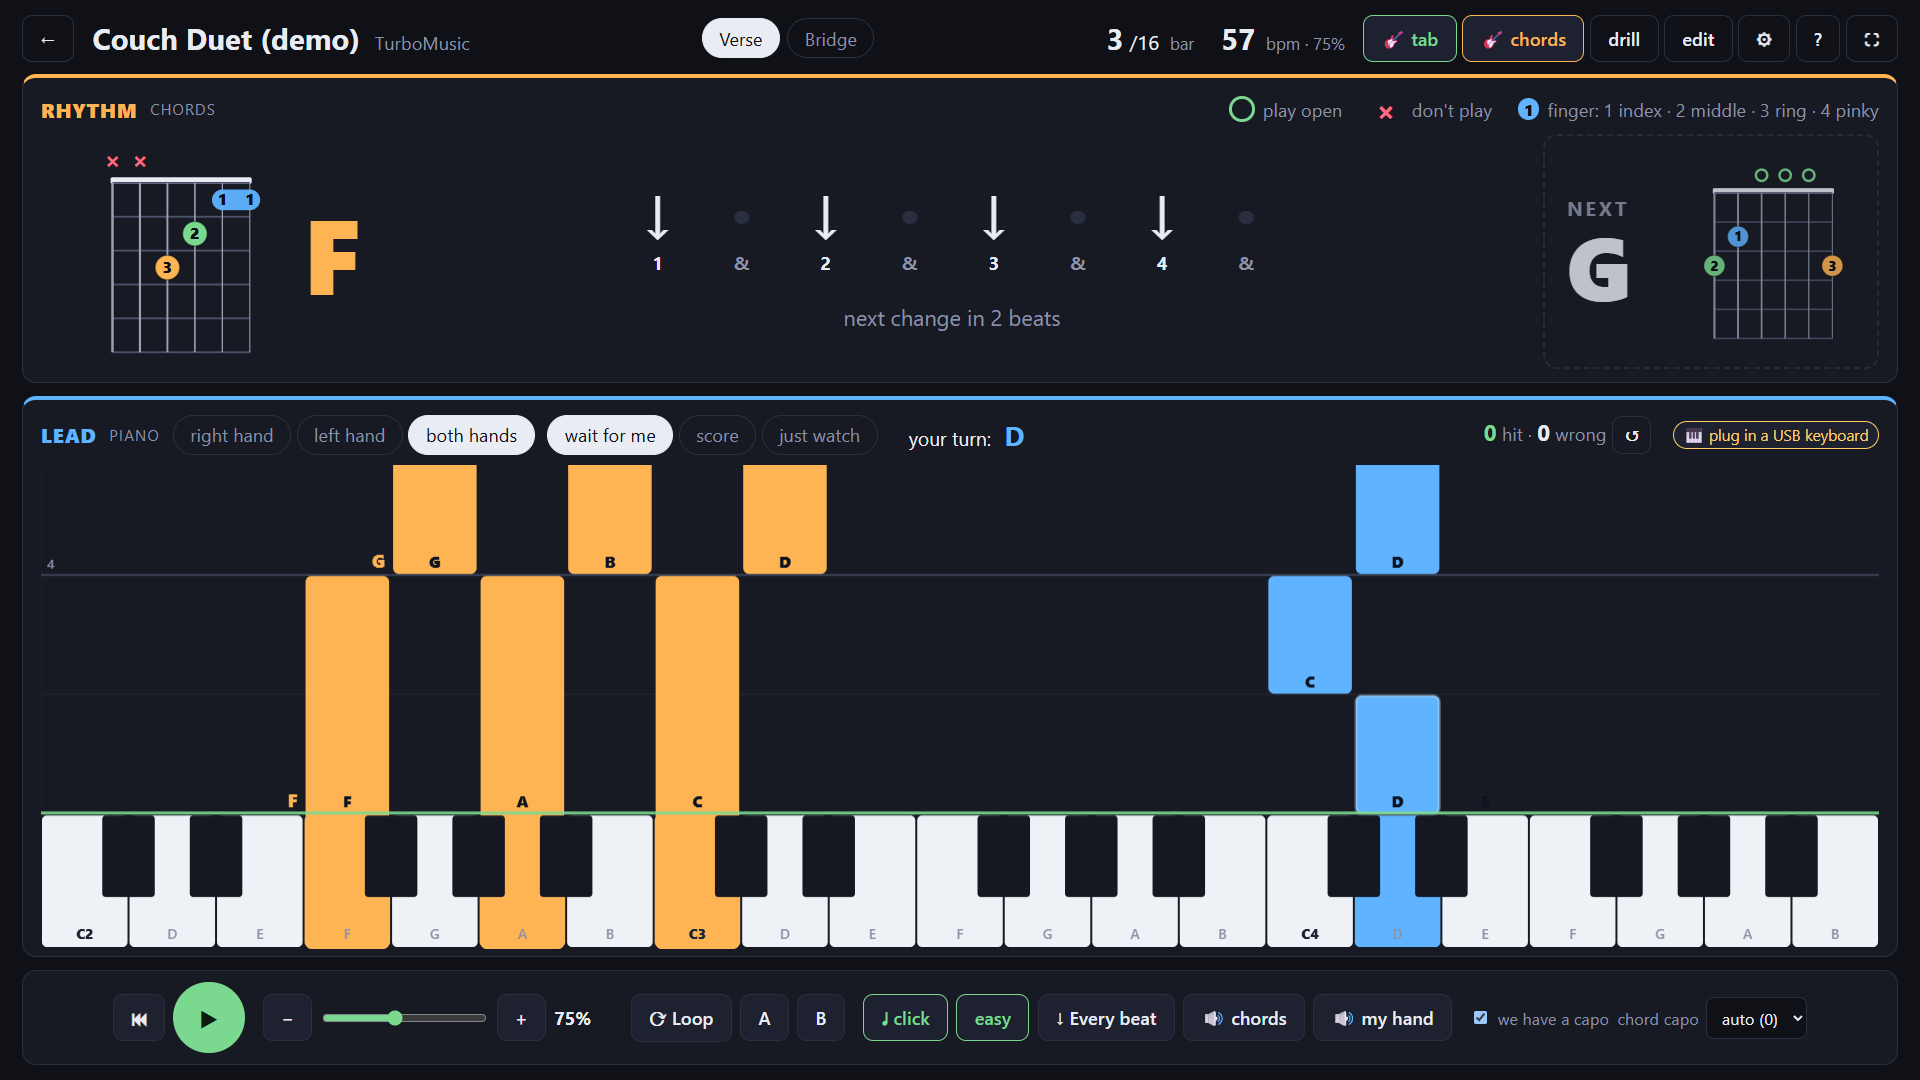 ← Couch Duet (demo) TurboMusic Verse Bridge 3 /16 bar 57 bpm · 75% tab chords drill edit ?
RHYTHM CHORDS play open × don't play 1 finger: 1 index · 2 middle · 3 ring · 4 pinky
× ×
1 1
2
3
F
1 & 2 & 3 & 4 &
next change in 2 beats
NEXT
G
1
2 3
LEAD PIANO right hand left hand both hands wait for me score just watch your turn: D 0 hit · 0 wrong ↺ plug in a USB keyboard
4 G G B D D
C
F F A C D E
C2 D E F G A B C3 D E F G A B C4 D E F G A B
− + 75% Loop A B ♩ click easy ↓ Every beat chords my hand we have a capo chord capo auto (0)